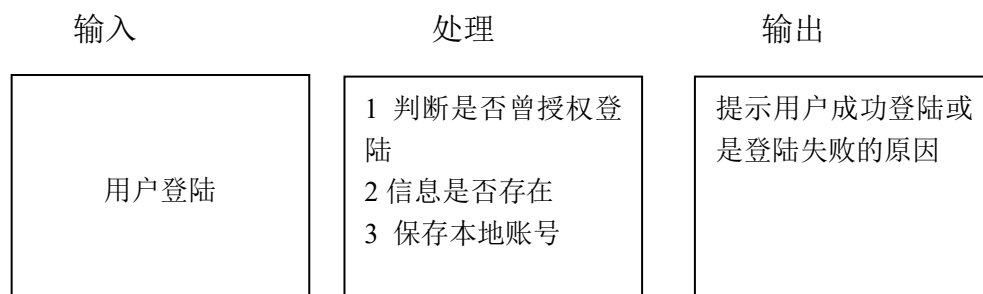 输入
处理
输出
用户登陆
1 判断是否曾授权登
陆
2 信息是否存在
3 保存本地账号
提示用户成功登陆或
是登陆失败的原因